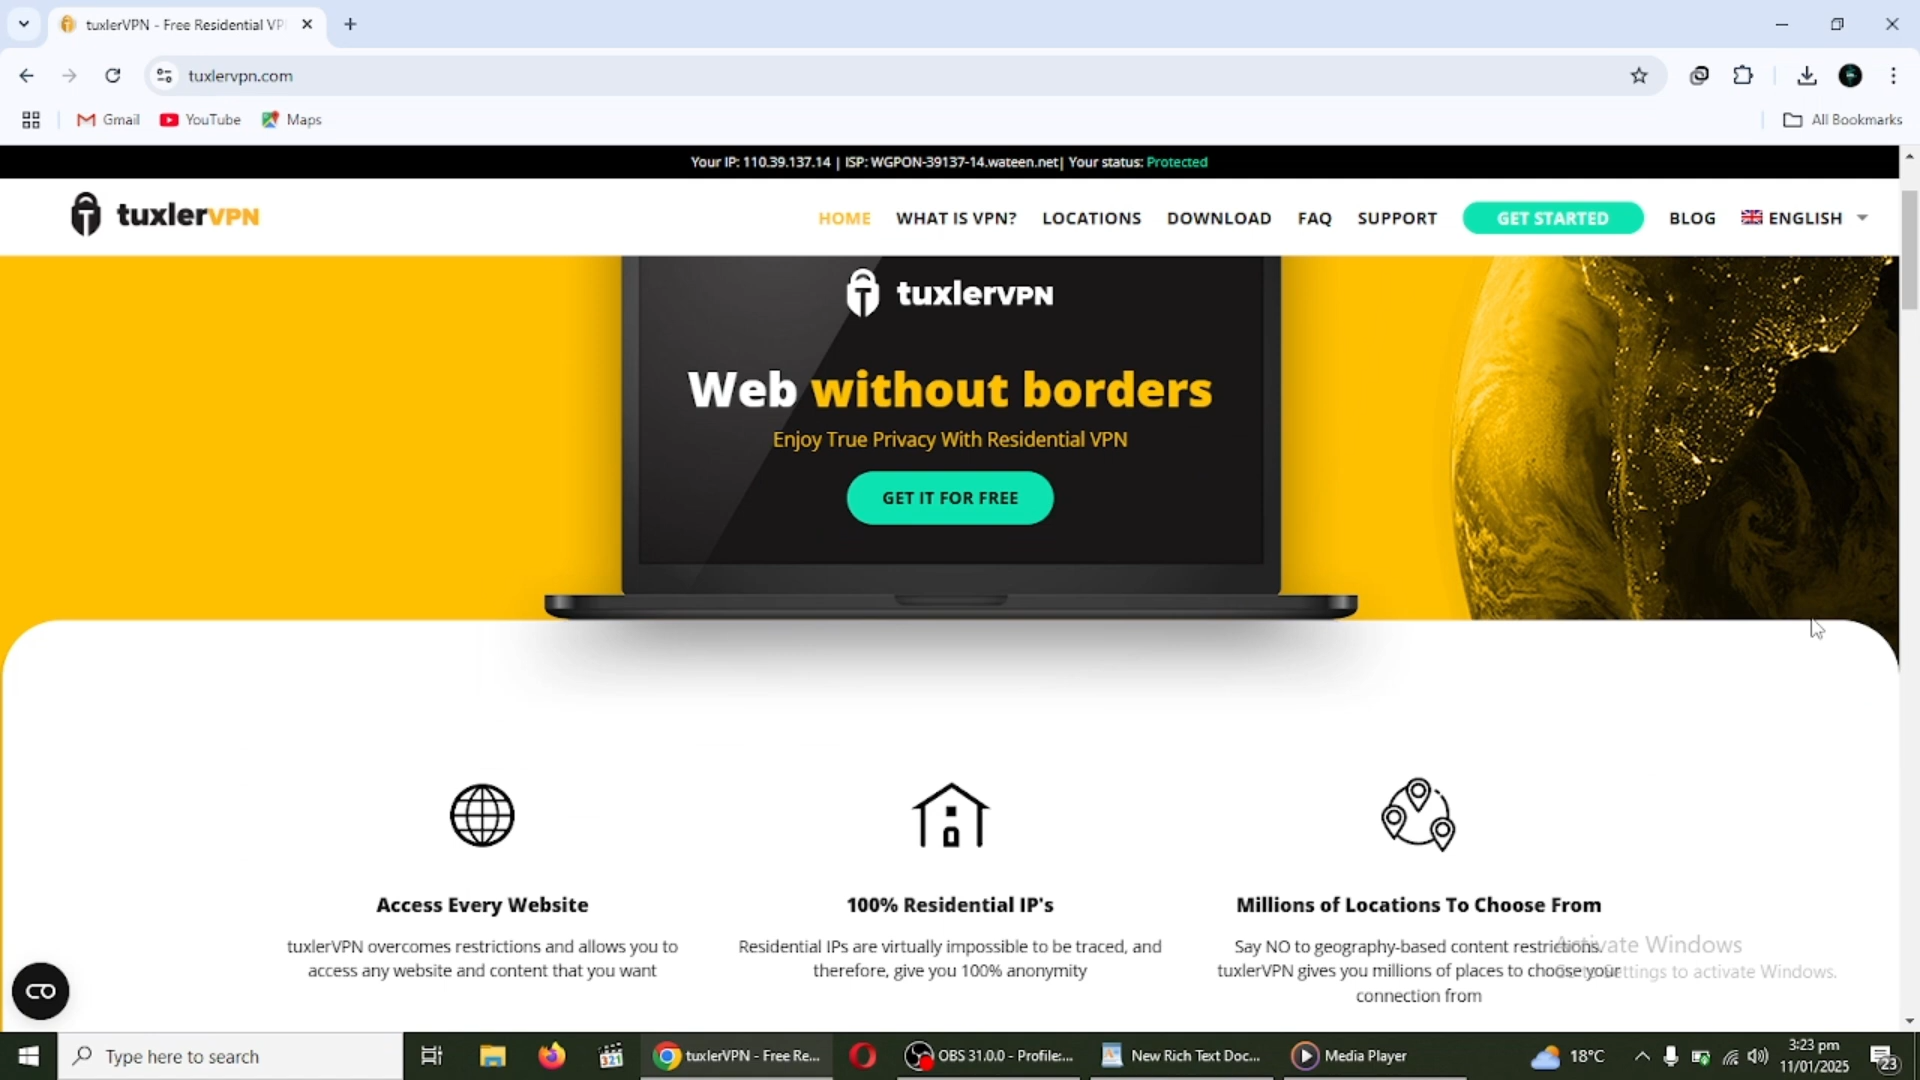 tuxlerVPN - Free Residential VP
tuxlervpn.com
Gmail
YouTube
Maps
All Bookmarks
Your IP: 110.39.137.14 | ISP: WGPON-39137-14.wateen.net| Your status: Protected
tuxlerVPN
HOME
WHAT IS VPN?
LOCATIONS
DOWNLOAD
FAQ
SUPPORT
GET STARTED
BLOG
ENGLISH
tuxlerVPN
Web without borders
Enjoy True Privacy With Residential VPN
GET IT FOR FREE
Access Every Website
tuxlerVPN overcomes restrictions and allows you to
access any website and content that you want
100% Residential IP's
Residential IPs are virtually impossible to be traced, and
therefore, give you 100% anonymity
Millions of Locations To Choose From
Say NO to geography-based content restrictions.
tuxlerVPN gives you millions of places to choose your
connection from
Activate Windows
Go to Settings to activate Windows.
Type here to search
321
tuxlerVPN - Free Re...
OBS 31.0.0 - Profile:...
New Rich Text Doc...
Media Player
18°C
3:23 pm
11/01/2025
23